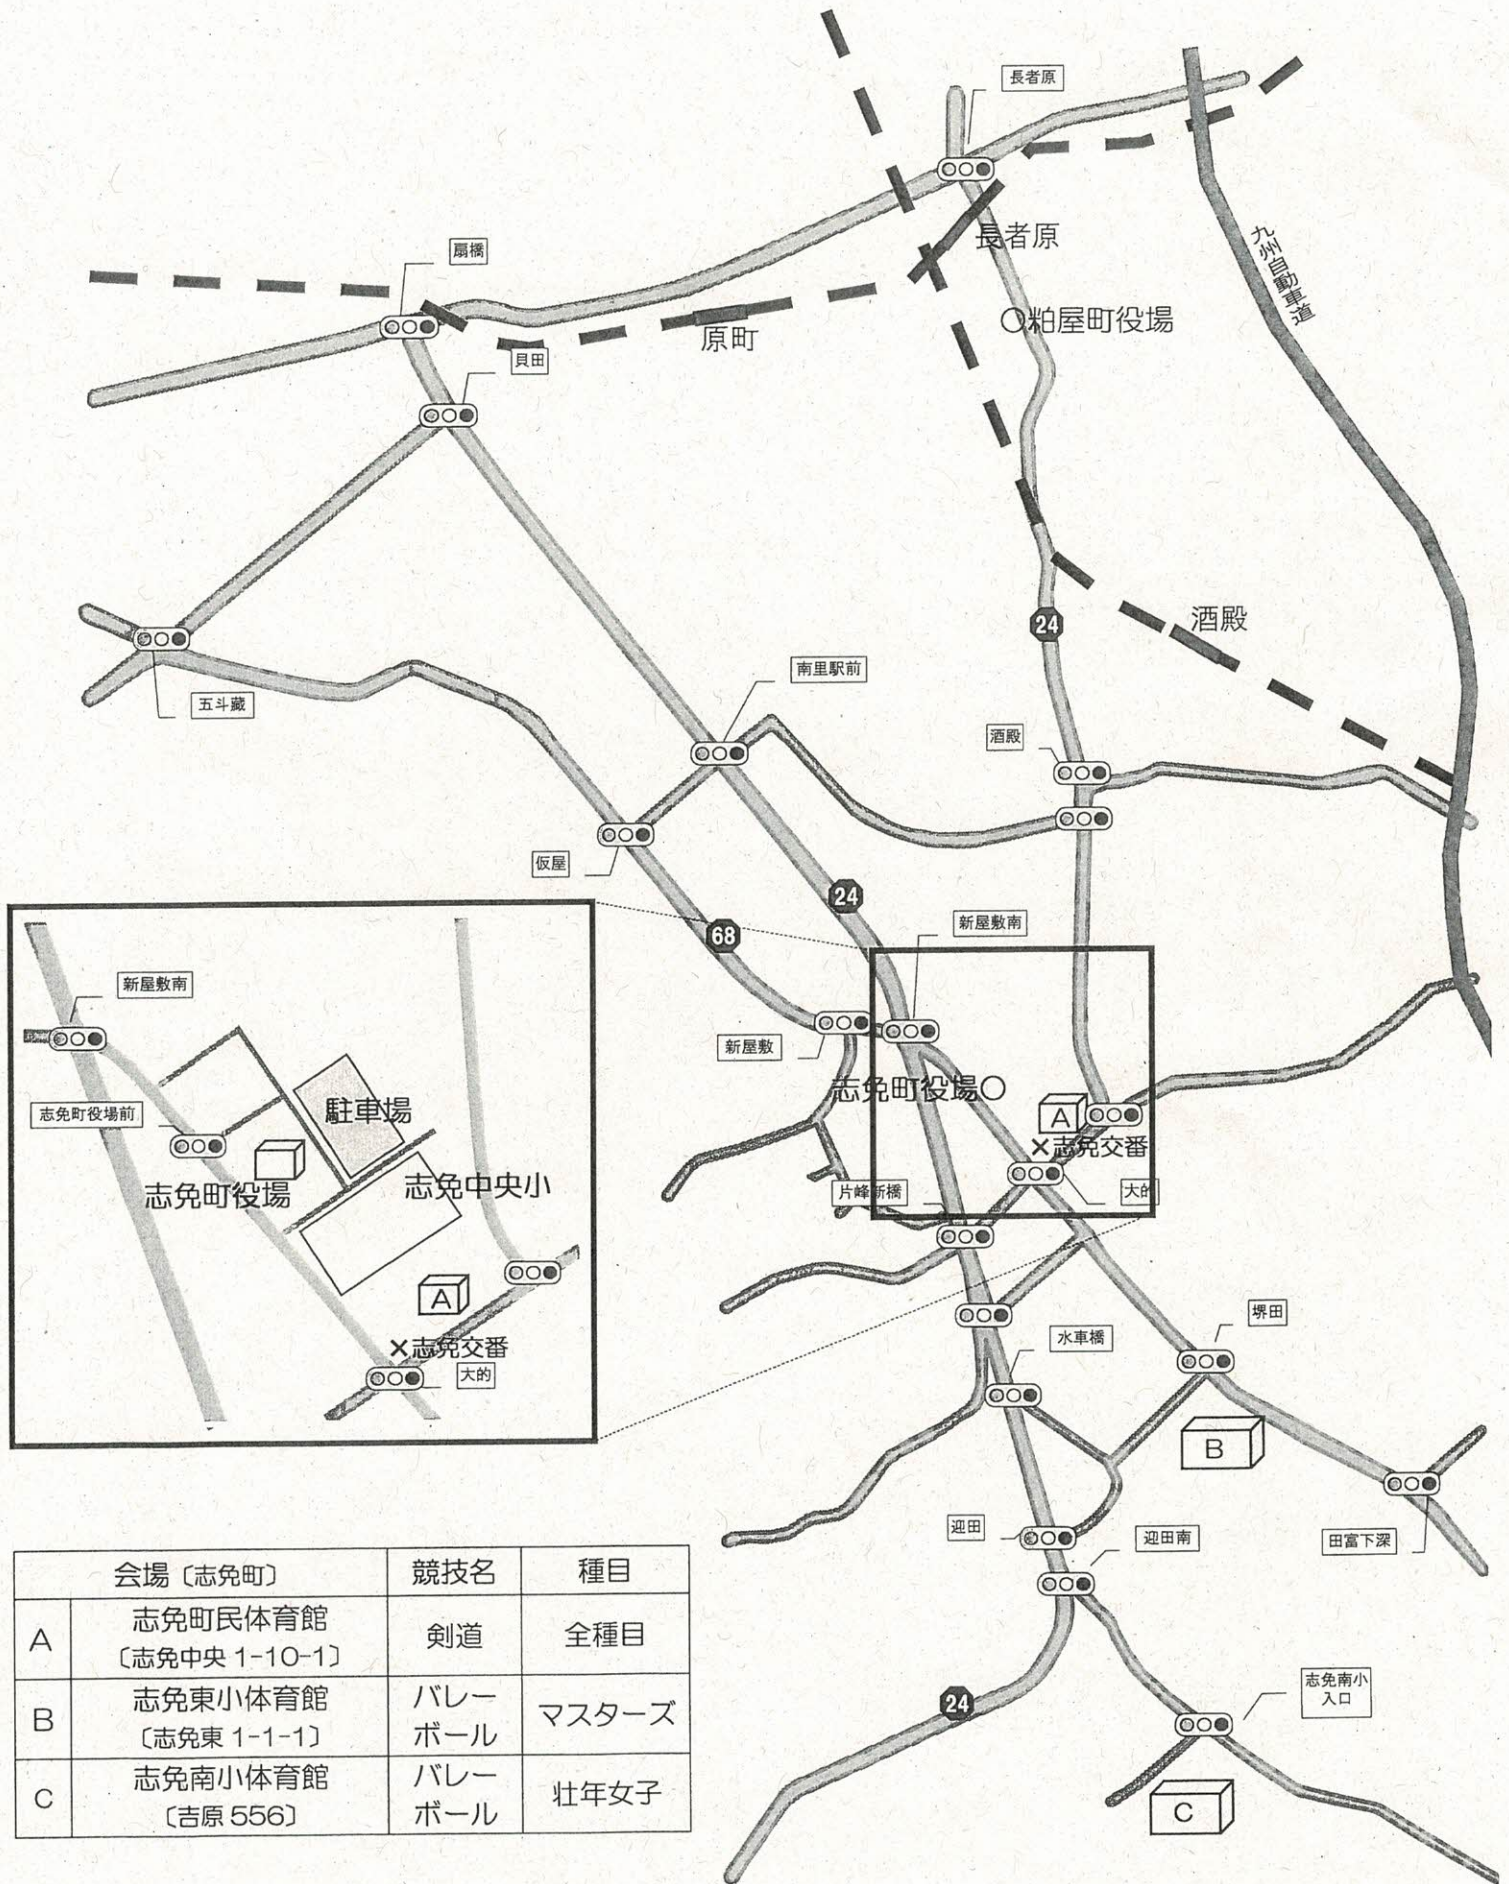 長者原
長者原
九州自動車道
扇橋
○粕屋町役場
原町
貝田
24
酒殿
南里駅前
五斗蔵
酒殿
仮屋
24
68
新屋敷南
新屋敷
志免町役場○
A
×志免交番
片峰新橋
大的
新屋敷南
志免町役場前
駐車場
志免町役場
志免中央小
A
×志免交番
大的
堺田
水車橋
B
迎田
迎田南
田富下深
24
志免南小
入口
C
会場〔志免町〕 競技名 種目
A 志免町民体育館 剣道 全種目
〔志免中央 1-10-1〕
B 志免東小体育館 バレー マスターズ
〔志免東 1-1-1〕 ボール
C 志免南小体育館 バレー 壮年女子
〔吉原 556〕 ボール